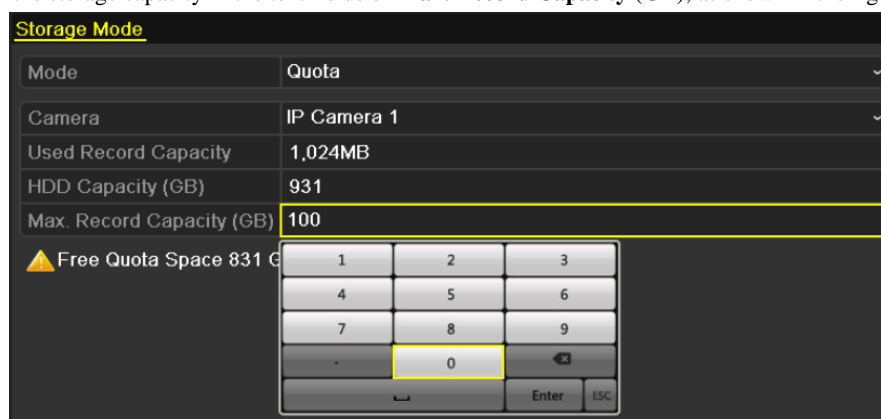 Storage Mode
Mode Quota
Camera IP Camera 1
Used Record Capacity 1,024MB
HDD Capacity (GB) 931
Max. Record Capacity (GB) 100
Free Quota Space 831 G
1 2 3
4 5 6
7 8 9
. 0
Enter ESC